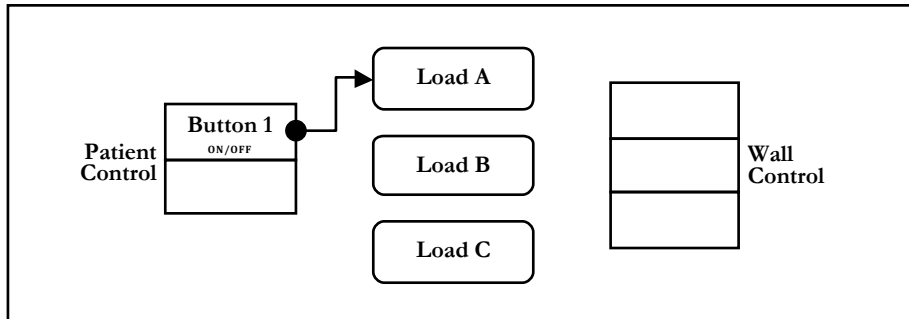 Load A
Button 1
ON/OFF
Patient
Control
Load B
Wall
Control
Load C